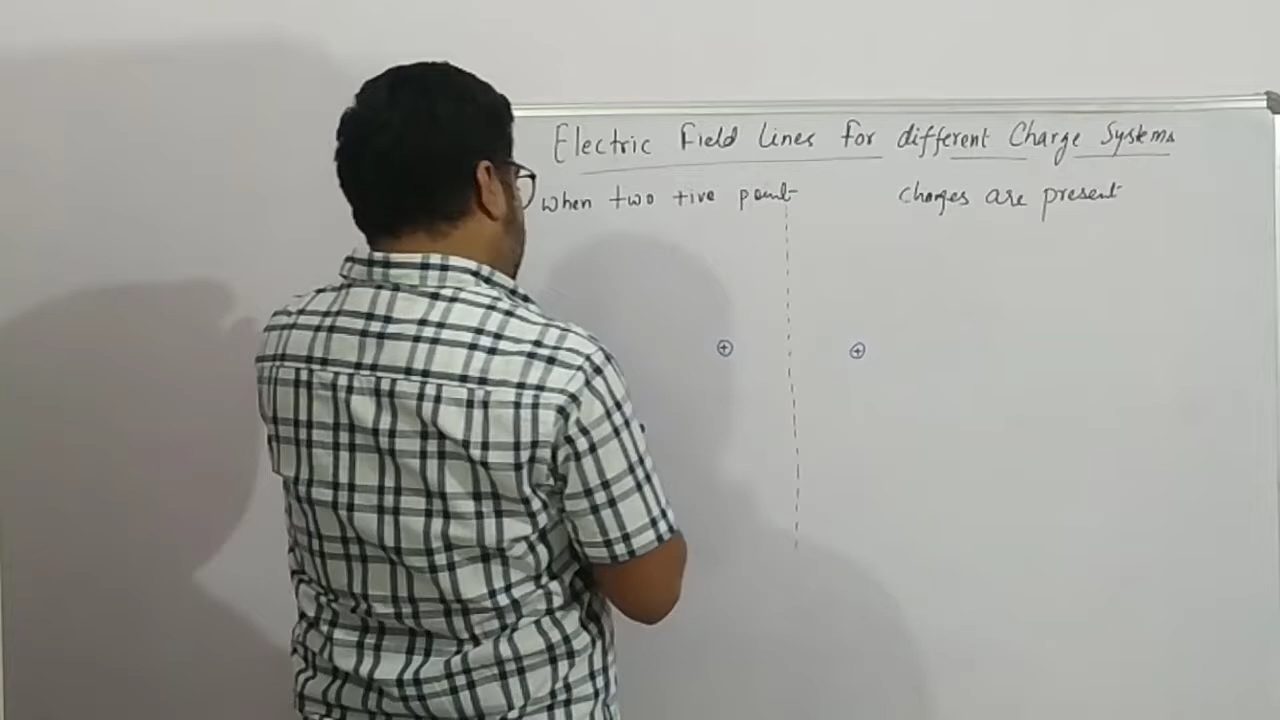 Electric Field Lines for different Charge Systems
when two +ive point charges are present
+ +